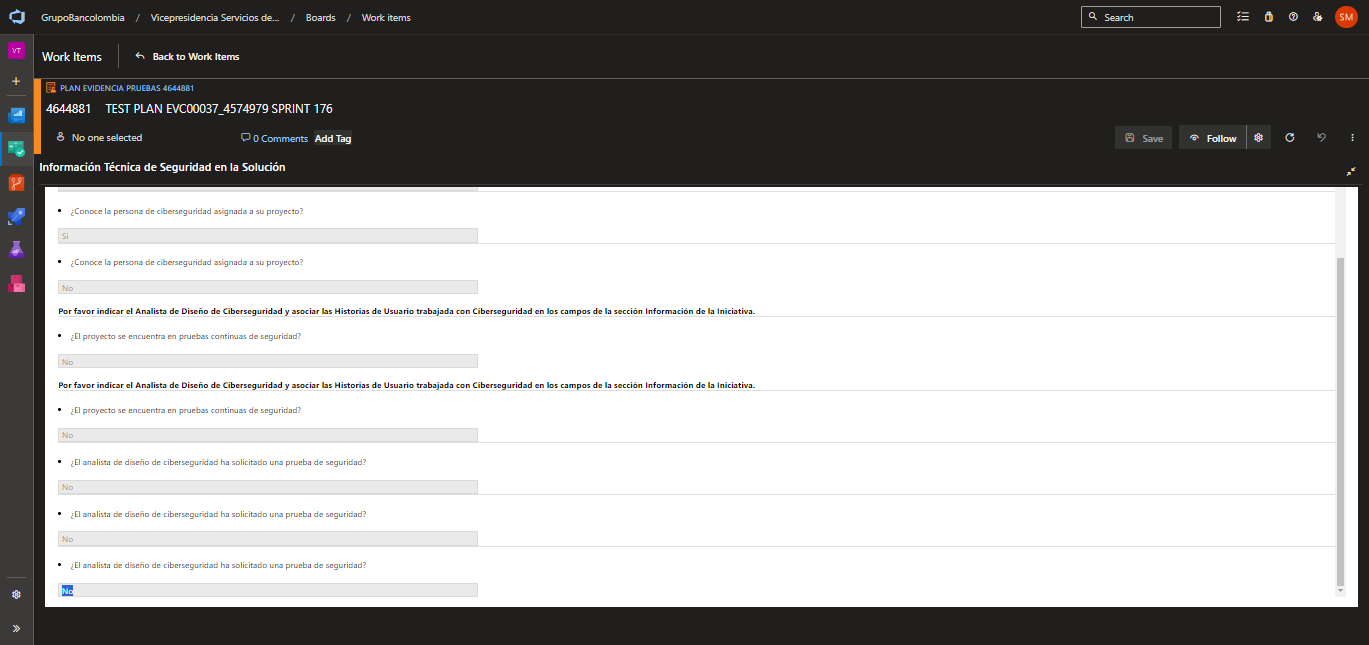 GrupoBancolombia / Vicepresidencia Servicios de... / Boards / Work items
Search
SM
VT
Work Items
Back to Work Items
PLAN EVIDENCIA PRUEBAS 4644881
4644881 TEST PLAN EVC00037_4574979 SPRINT 176
No one selected
0 Comments
Add Tag
Save
Follow
Información Técnica de Seguridad en la Solución
• ¿Conoce la persona de ciberseguridad asignada a su proyecto?
Si
• ¿Conoce la persona de ciberseguridad asignada a su proyecto?
No
Por favor indicar el Analista de Diseño de Ciberseguridad y asociar las Historias de Usuario trabajada con Ciberseguridad en los campos de la sección Información de la Iniciativa.
• ¿El proyecto se encuentra en pruebas continuas de seguridad?
No
Por favor indicar el Analista de Diseño de Ciberseguridad y asociar las Historias de Usuario trabajada con Ciberseguridad en los campos de la sección Información de la Iniciativa.
• ¿El proyecto se encuentra en pruebas continuas de seguridad?
No
• ¿El analista de diseño de ciberseguridad ha solicitado una prueba de seguridad?
No
• ¿El analista de diseño de ciberseguridad ha solicitado una prueba de seguridad?
No
• ¿El analista de diseño de ciberseguridad ha solicitado una prueba de seguridad?
No